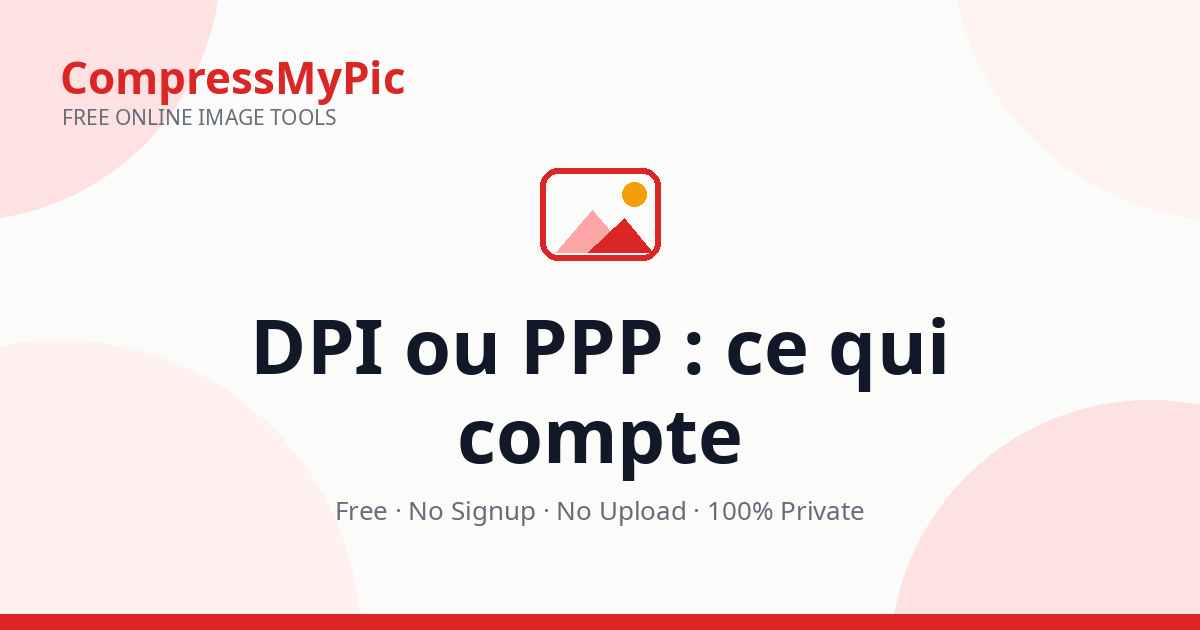 CompressMyPic
FREE ONLINE IMAGE TOOLS
DPI ou PPP : ce qui
compte
Free · No Signup · No Upload · 100% Private